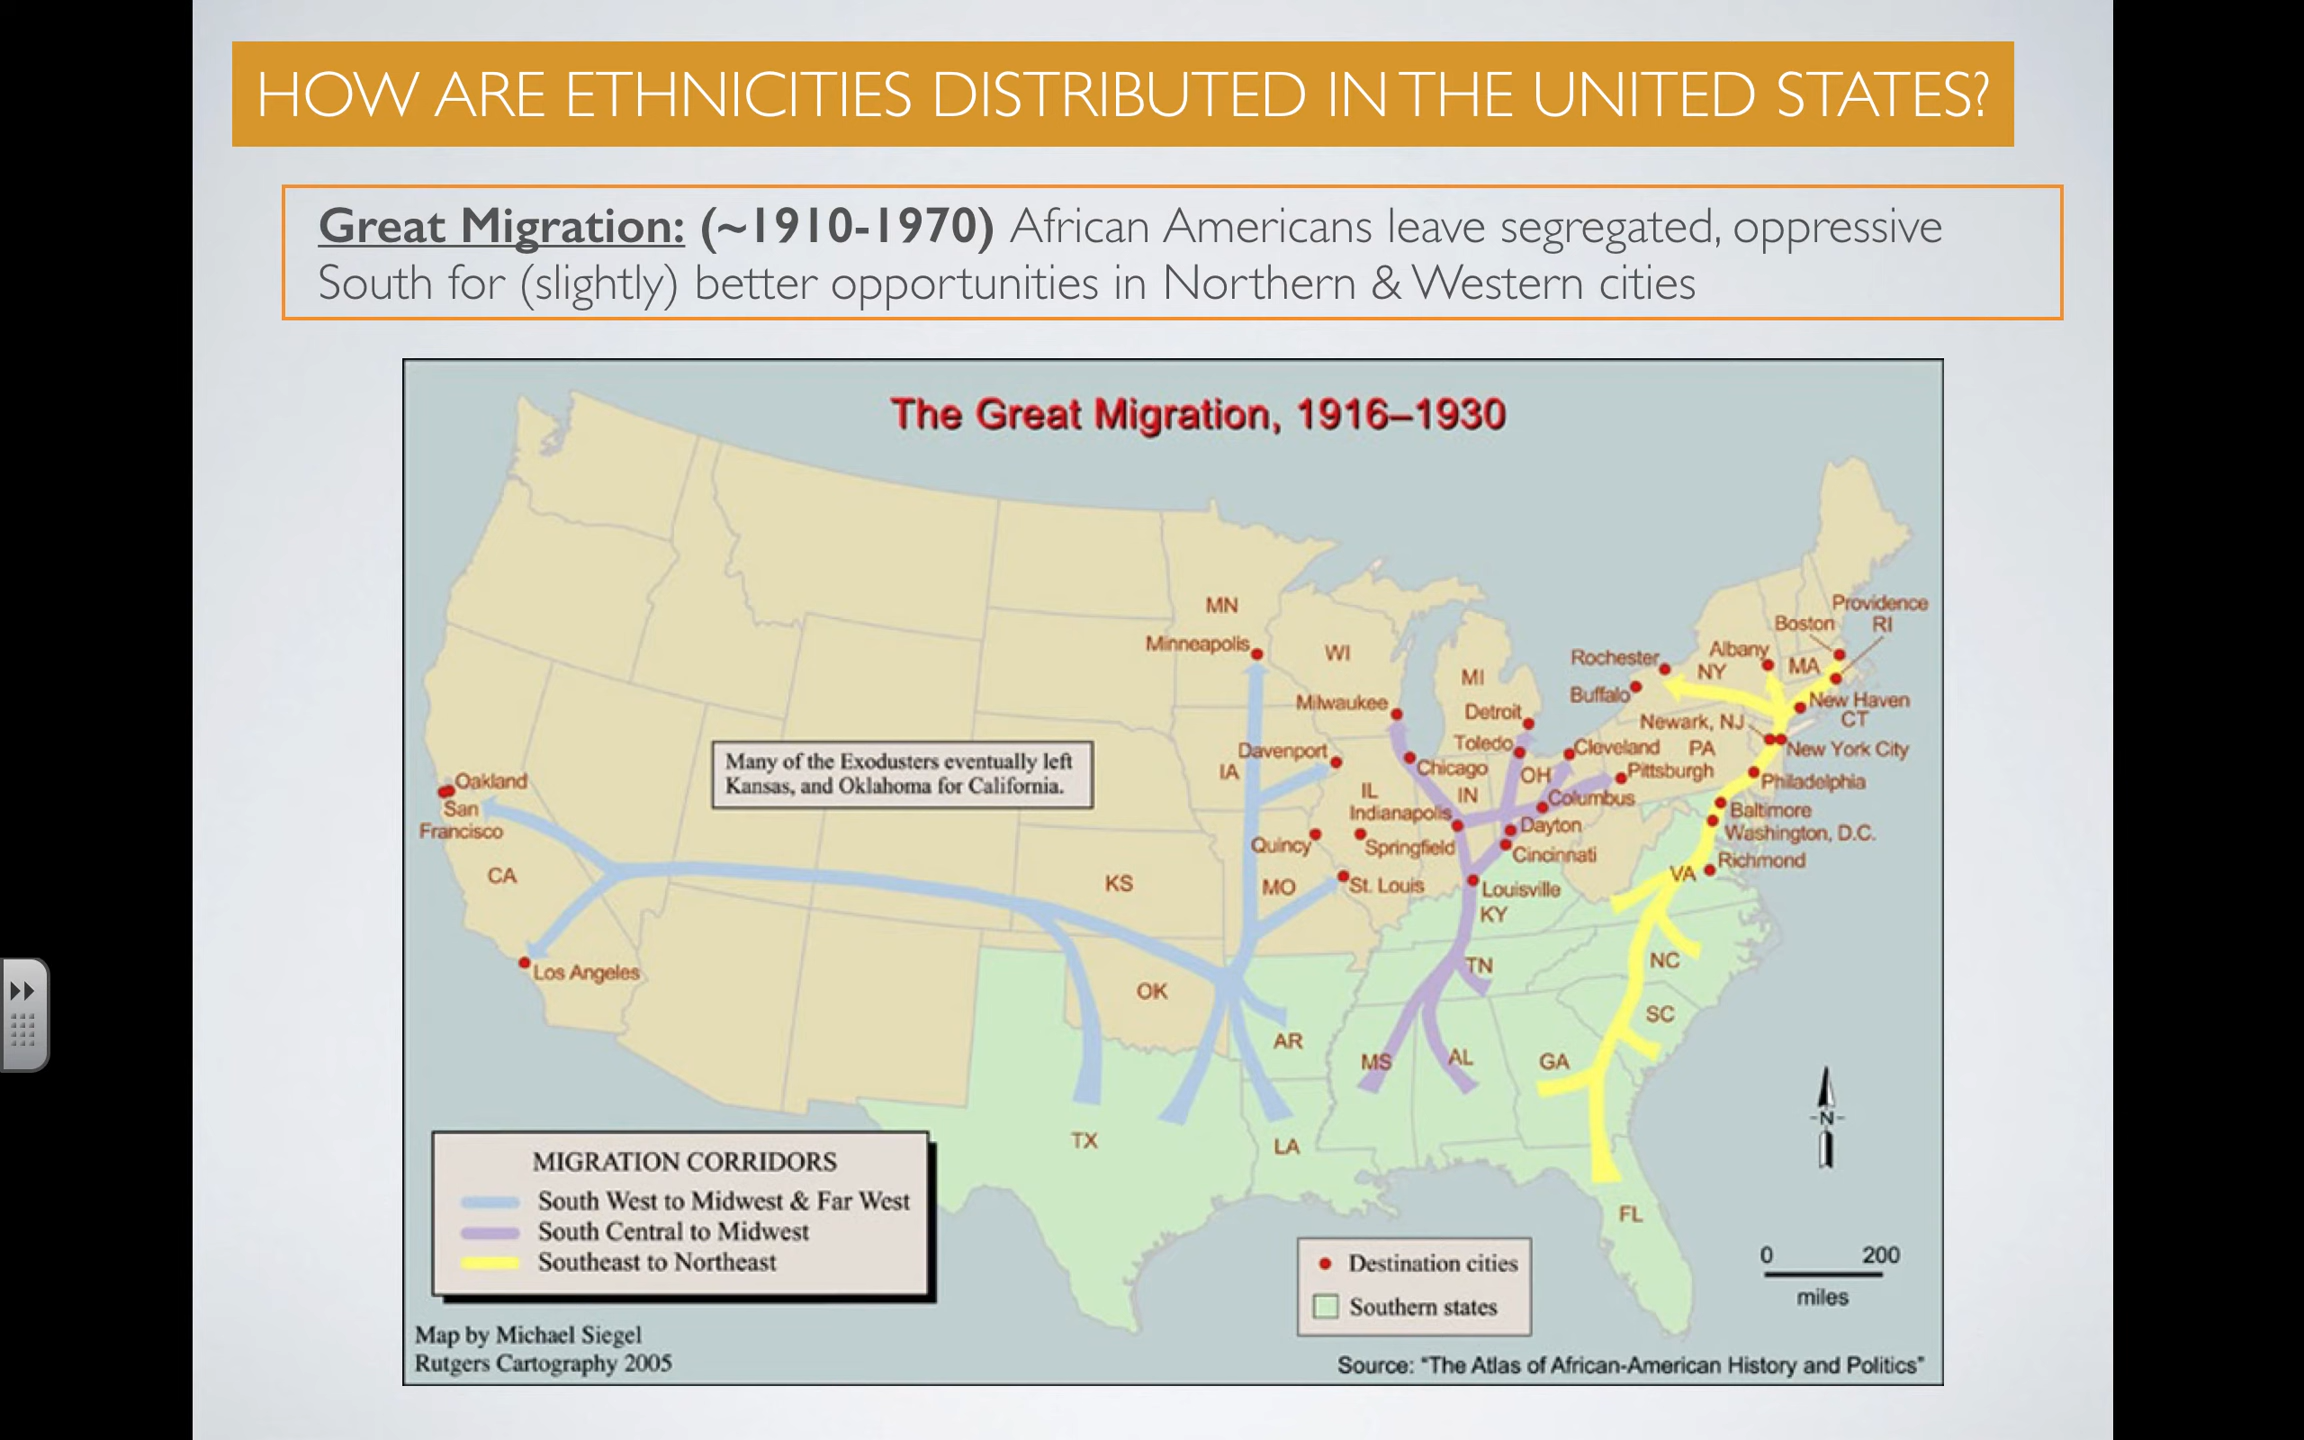 HOW ARE ETHNICITIES DISTRIBUTED IN THE UNITED STATES?
Great Migration: (~1910-1970) African Americans leave segregated, oppressive
South for (slightly) better opportunities in Northern & Western cities
The Great Migration, 1916–1930
MN
Minneapolis
WI
MI
Milwaukee
Detroit
Davenport
Toledo
Cleveland
PA
IA
Chicago
OH
Pittsburgh
IL
IN
Columbus
Indianapolis
Dayton
Quincy
Springfield
Cincinnati
MO
St. Louis
Louisville
KY
KS
Providence
RI
Boston
Albany
MA
Rochester
NY
Buffalo
New Haven
CT
Newark, NJ
New York City
Philadelphia
Baltimore
Washington, D.C.
Richmond
VA
Many of the Exodusters eventually left
Kansas, and Oklahoma for California.
Oakland
San
Francisco
CA
Los Angeles
OK
TN
NC
SC
AR
MS
AL
GA
TX
LA
FL
N
MIGRATION CORRIDORS
South West to Midwest & Far West
South Central to Midwest
Southeast to Northeast
Destination cities
Southern states
0 200
miles
Map by Michael Siegel
Rutgers Cartography 2005
Source: "The Atlas of African-American History and Politics"